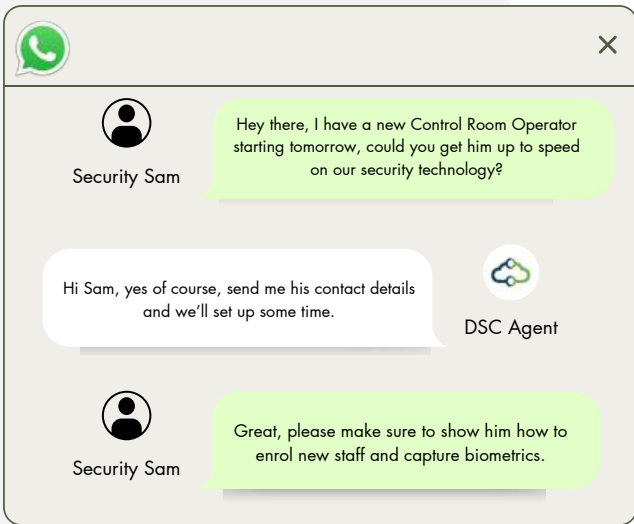 Security Sam
Hey there, I have a new Control Room Operator
starting tomorrow, could you get him up to speed
on our security technology?
Hi Sam, yes of course, send me his contact details
and we’ll set up some time.
DSC Agent
Security Sam
Great, please make sure to show him how to
enrol new staff and capture biometrics.